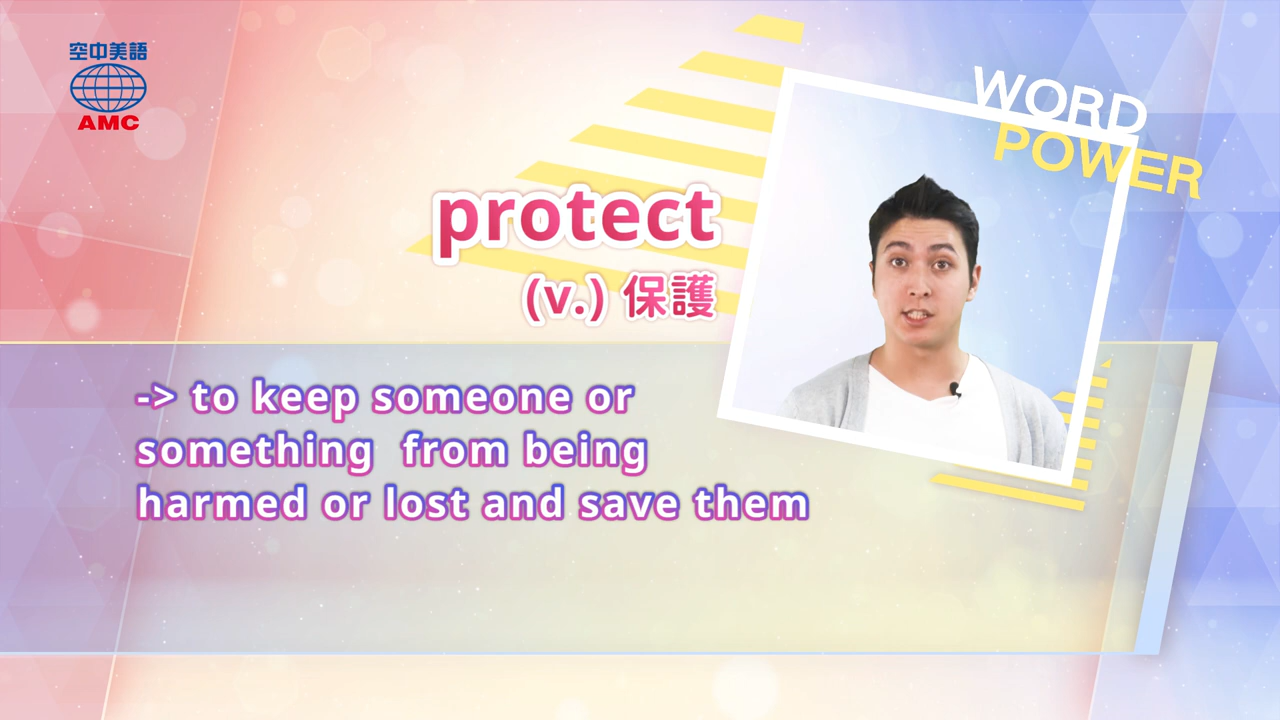 空中美語
AMC
WORD
POWER
protect
(v.) 保護
-> to keep someone or
something  from being
harmed or lost and save them